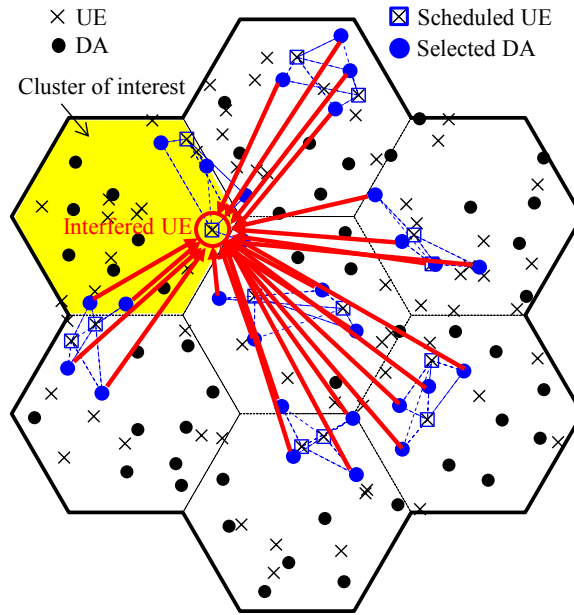 UE
DA
Scheduled UE
Selected DA
Cluster of interest
Interfered UE